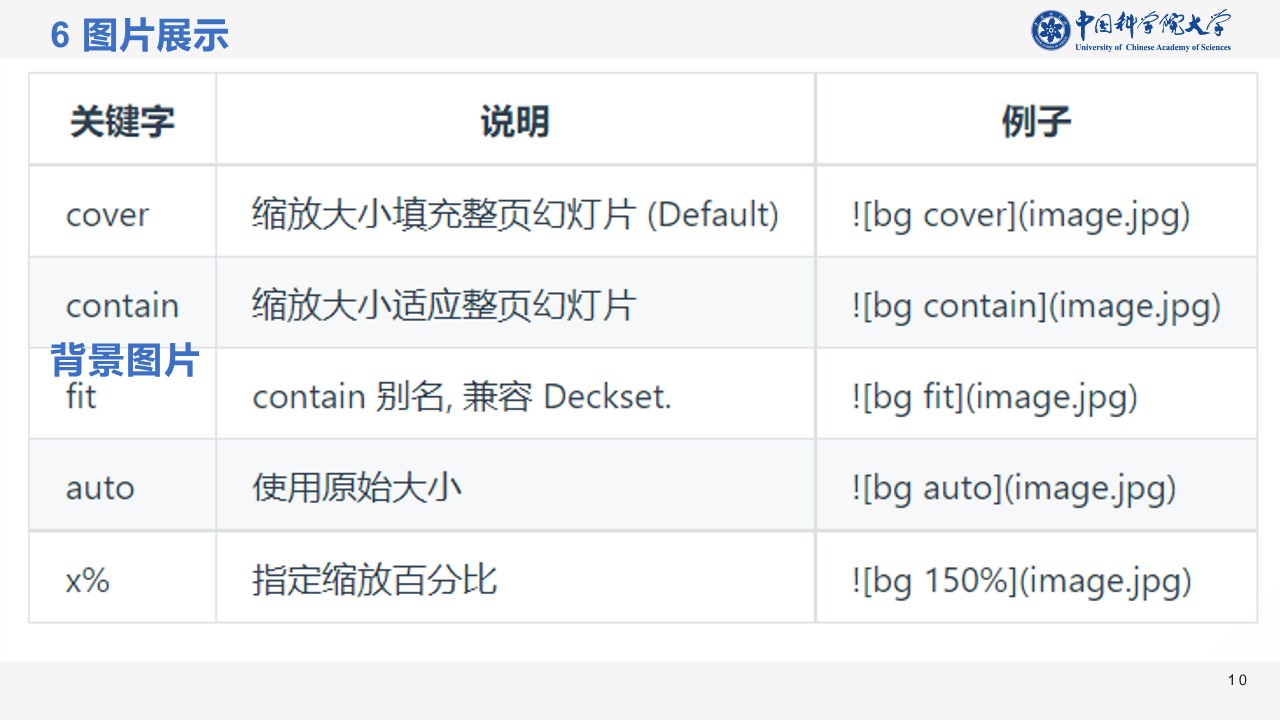 6 图片展示
中国科学院大学
University of Chinese Academy of Sciences
关键字 说明 例子
cover 缩放大小填充整页幻灯片 (Default) ![bg cover](image.jpg)
contain 缩放大小适应整页幻灯片 ![bg contain](image.jpg)
背景图片
fit contain 别名, 兼容 Deckset. ![bg fit](image.jpg)
auto 使用原始大小 ![bg auto](image.jpg)
x% 指定缩放百分比 ![bg 150%](image.jpg)
10